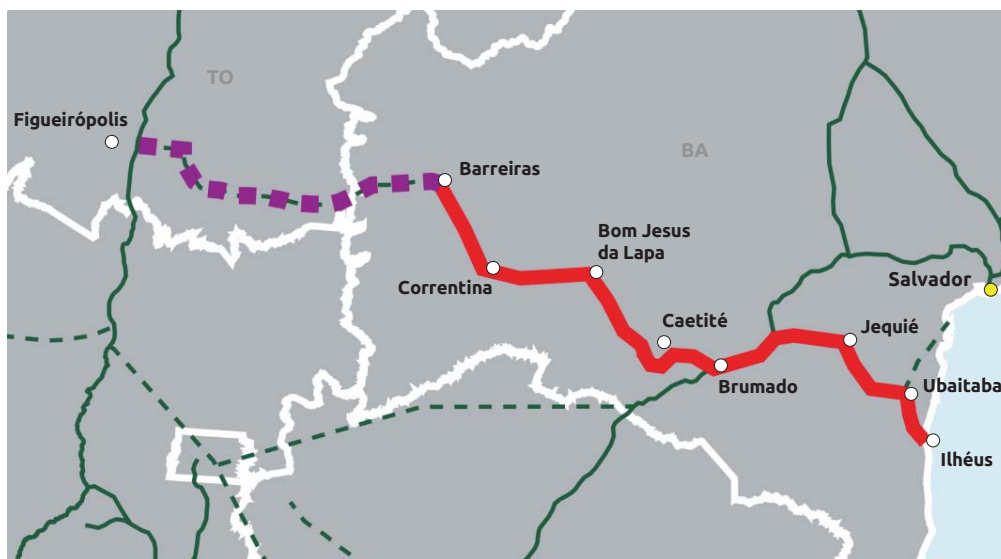 TO
Figueirópolis
BA
Barreiras
Bom Jesus
da Lapa
Correntina
Salvador
Caetité
Jequié
Brumado
Ubaitaba
Ilhéus